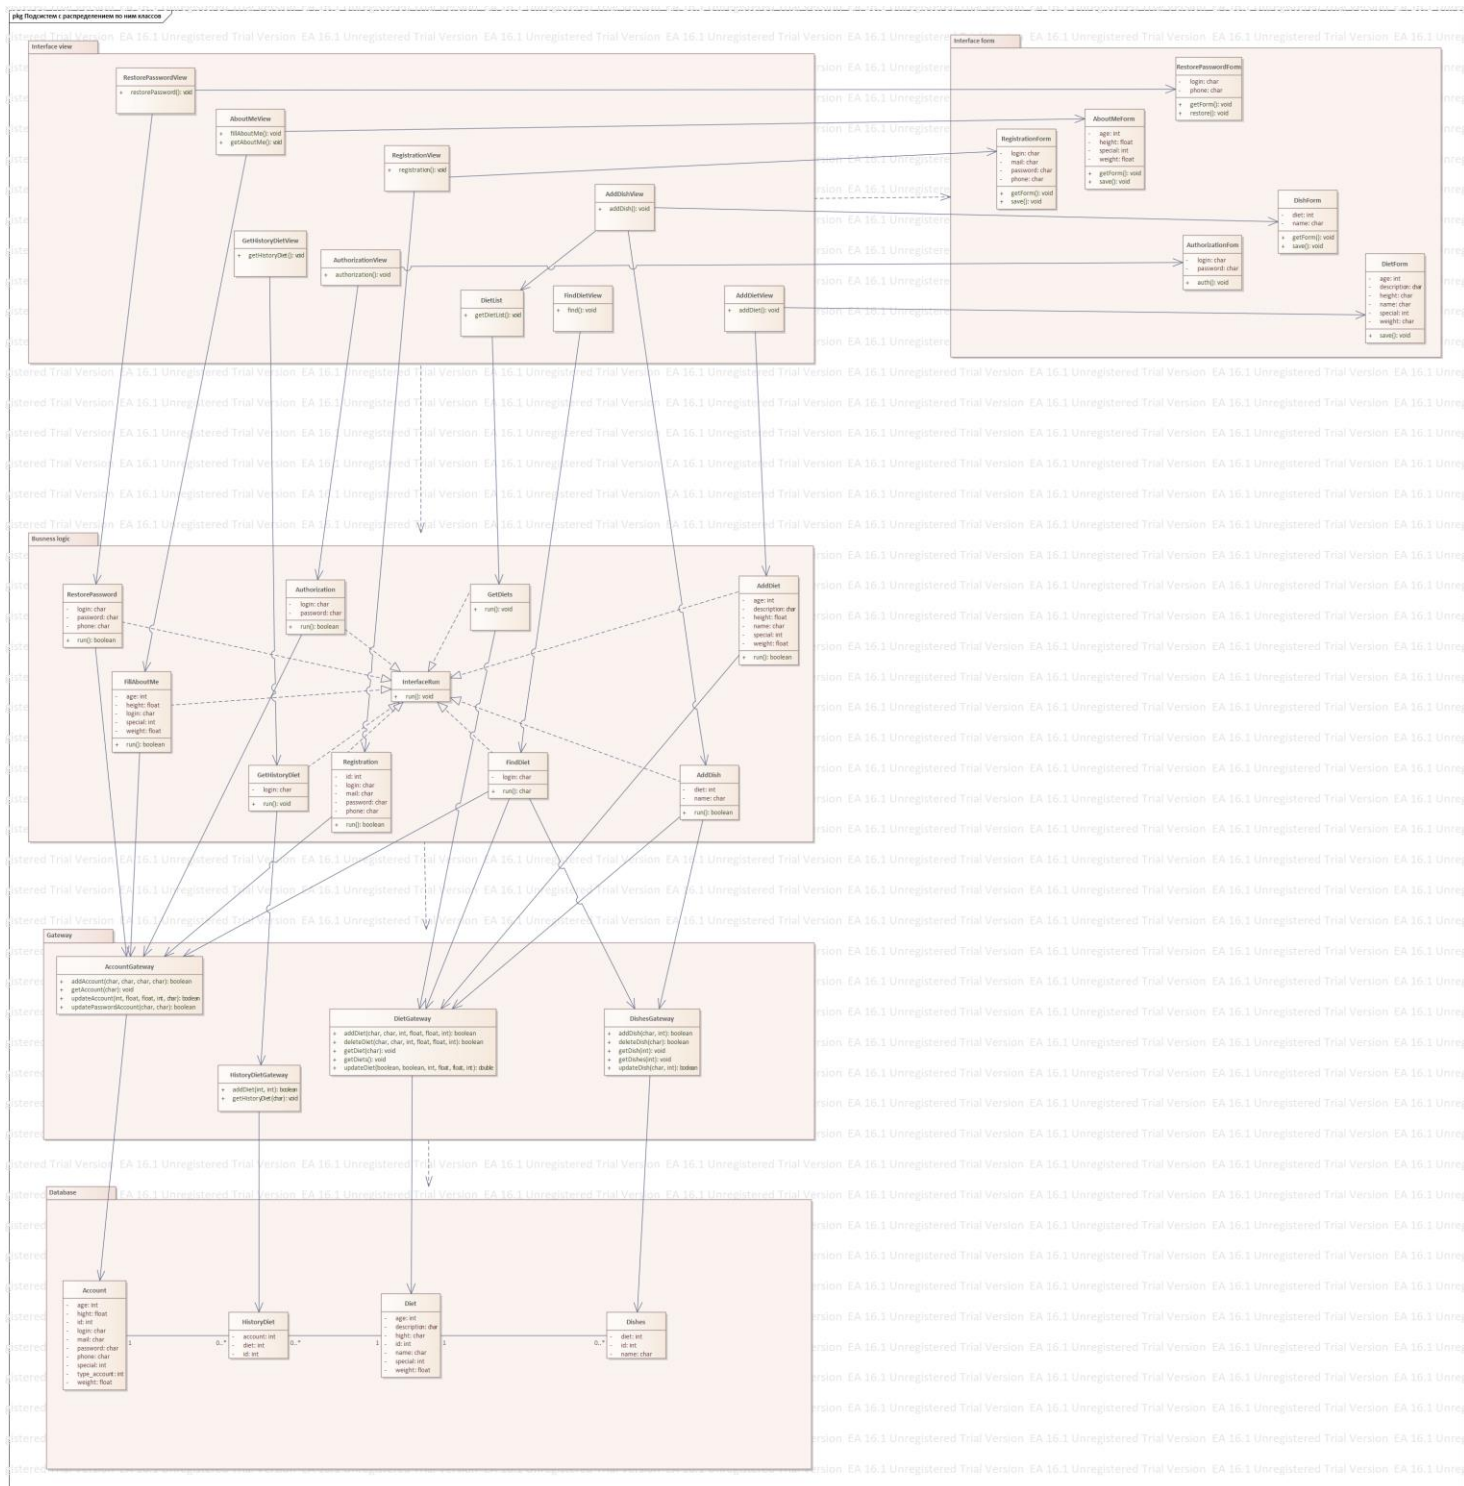 pkg Подсистем с распределением по ним классов
Interface view
RestorePasswordView
+ restorePassword(): void
AboutMeView
+ fillAboutMe(): void
+ getAboutMe(): void
RegistrationView
+ registration(): void
AddDishView
+ addDish(): void
GetHistoryDietView
+ getHistoryDiet(): void
AuthorizationView
+ authorization(): void
DietList
+ getDietList(): void
FindDietView
+ find(): void
AddDietView
+ addDiet(): void
Interface form
RestorePasswordForm
- login: char
- phone: char
+ getForm(): void
+ restore(): void
AboutMeForm
- age: int
- height: float
- special: int
- weight: float
+ getForm(): void
+ save(): void
RegistrationForm
- login: char
- mail: char
- password: char
- phone: char
+ getForm(): void
+ save(): void
DishForm
- diet: int
- name: char
+ getForm(): void
+ save(): void
AuthorizationFom
- login: char
- password: char
+ auth(): void
DietForm
- age: int
- description: char
- height: char
- name: char
- special: int
- weight: char
+ save(): void
Busness logic
RestorePassword
- login: char
- password: char
- phone: char
+ run(): boolean
Authorization
- login: char
- password: char
+ run(): boolean
GetDiets
+ run(): void
AddDiet
- age: int
- description: char
- height: float
- name: char
- special: int
- weight: float
+ run(): boolean
FillAboutMe
- age: int
- height: float
- login: char
- special: int
- weight: float
+ run(): boolean
InterfaceRun
+ run(): void
GetHistoryDiet
- login: char
+ run(): void
Registration
- id: int
- login: char
- mail: char
- password: char
- phone: char
+ run(): boolean
FindDiet
- login: char
+ run(): char
AddDish
- diet: int
- name: char
+ run(): boolean
Gateway
AccountGateway
+ addAccount(char, char, char, char): boolean
+ getAccount(char): void
+ updateAccount(int, float, float, int, char): boolean
+ updatePasswordAccount(char, char): boolean
DietGateway
+ addDiet(char, char, int, float, float, int): boolean
+ deleteDiet(char, char, int, float, float, int): boolean
+ getDiet(char): void
+ getDiets(): void
+ updateDiet(boolean, boolean, int, float, float, int): double
DishesGateway
+ addDish(char, int): boolean
+ deleteDish(char): boolean
+ getDish(int): void
+ getDishes(int): void
+ updateDish(char, int): boolean
HistoryDietGateway
+ addDiet(int, int): boolean
+ getHistoryDiet(char): void
Database
Account
- age: int
- hight: float
- id: int
- login: char
- mail: char
- password: char
- phone: char
- special: int
- type_account: int
- weight: float
HistoryDiet
- account: int
- diet: int
- id: int
Diet
- age: int
- description: char
- hight: char
- id: int
- name: char
- special: int
- weight: float
Dishes
- diet: int
- id: int
- name: char
1
0..*
0..*
1
1
0..*
EA 16.1 Unregistered Trial Version